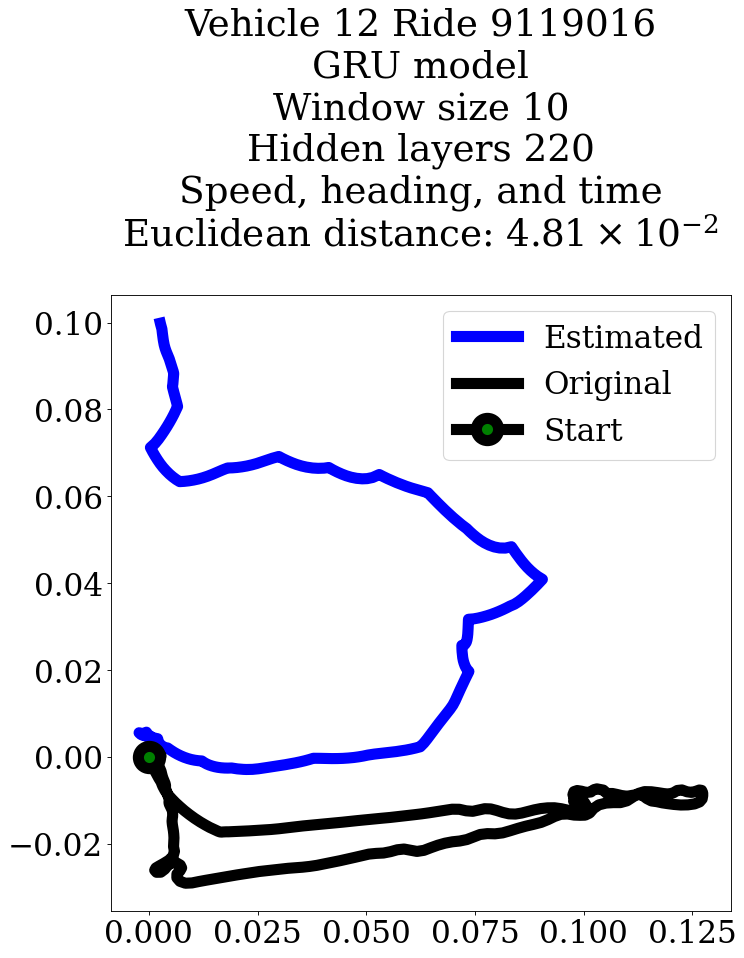 Vehicle 12 Ride 9119016
GRU model
Window size 10
Hidden layers 220
Speed, heading, and time
Euclidean distance: 4.81 × 10⁻²
Estimated
Original
Start
0.10
0.08
0.06
0.04
0.02
0.00
−0.02
0.000 0.025 0.050 0.075 0.100 0.125